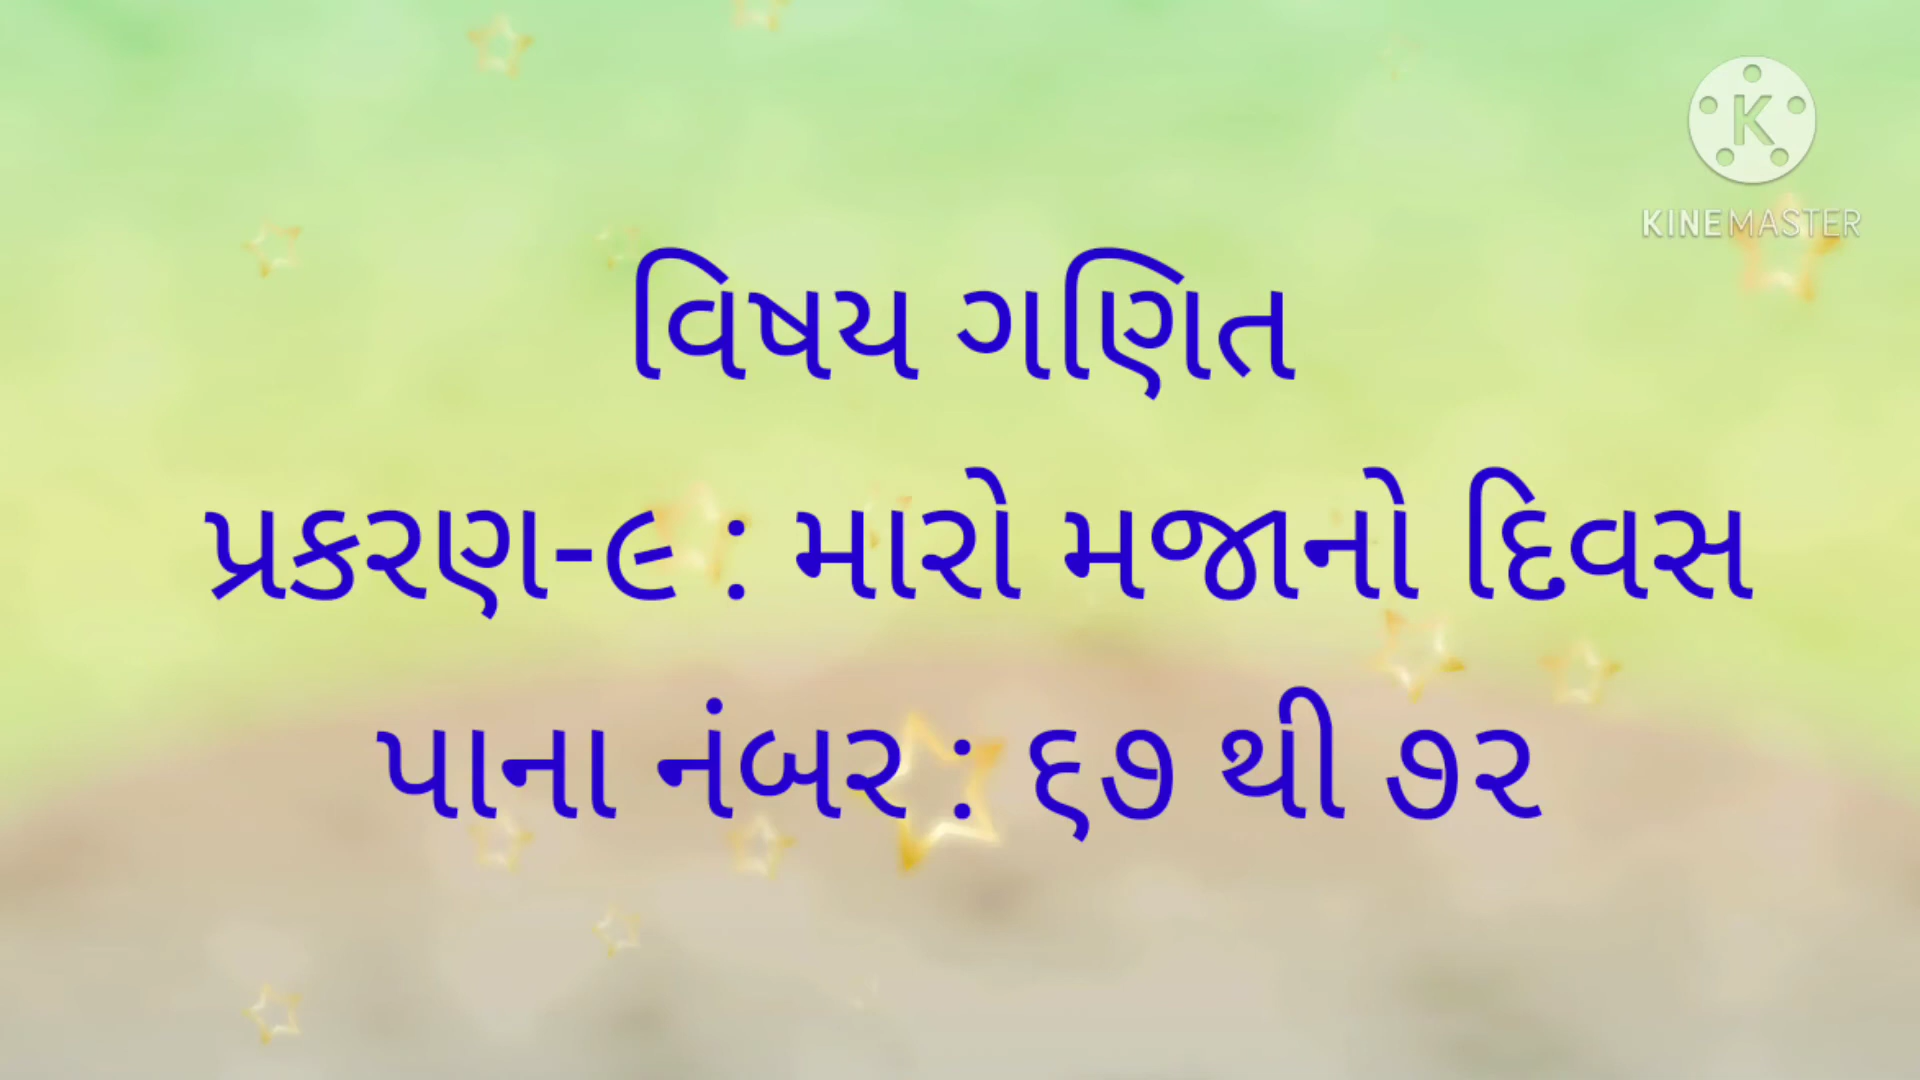 KINEMASTER
વિષય ગણિત
પ્રકરણ-૯ : મારો મજાનો દિવસ
પાના નંબર : ૬૭ થી ૭૨